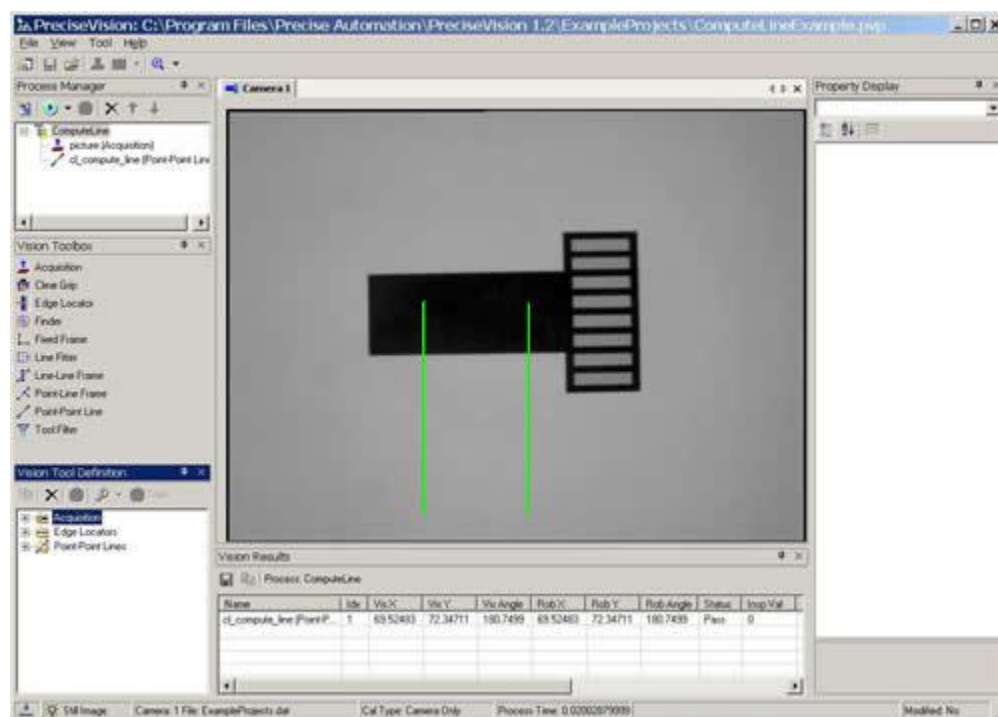 PreciseVision: C:\Program Files\Precise Automation\PreciseVision 1.2\ExampleProjects\ComputeLineExample.pvp
File View Tool Help
Process Manager
ComputeLine
picture (Acquisition)
cl_compute_line (Point-Point Line
Vision Toolbox
Acquisition
Clear Grip
Edge Locator
Finder
Fixed Frame
Line Fitter
Line-Line Frame
Point-Line Frame
Point-Point Line
Tool Filter
Vision Tool Definition
Acquisition
Edge Locators
Point-Point Lines
Camera 1
Property Display
Vision Results
Process: ComputeLine
Name Idx Vis X Vis Y Vis Angle Rob X Rob Y Rob Angle Status Insp Val
cl_compute_line (Point-P... 1 69.52483 72.34711 180.7499 69.52483 72.34711 180.7499 Pass 0
Still Image Camera: 1 File: ExampleProjects.dat Cal Type: Camera Only Process Time: 0.02002879999 Modified: No